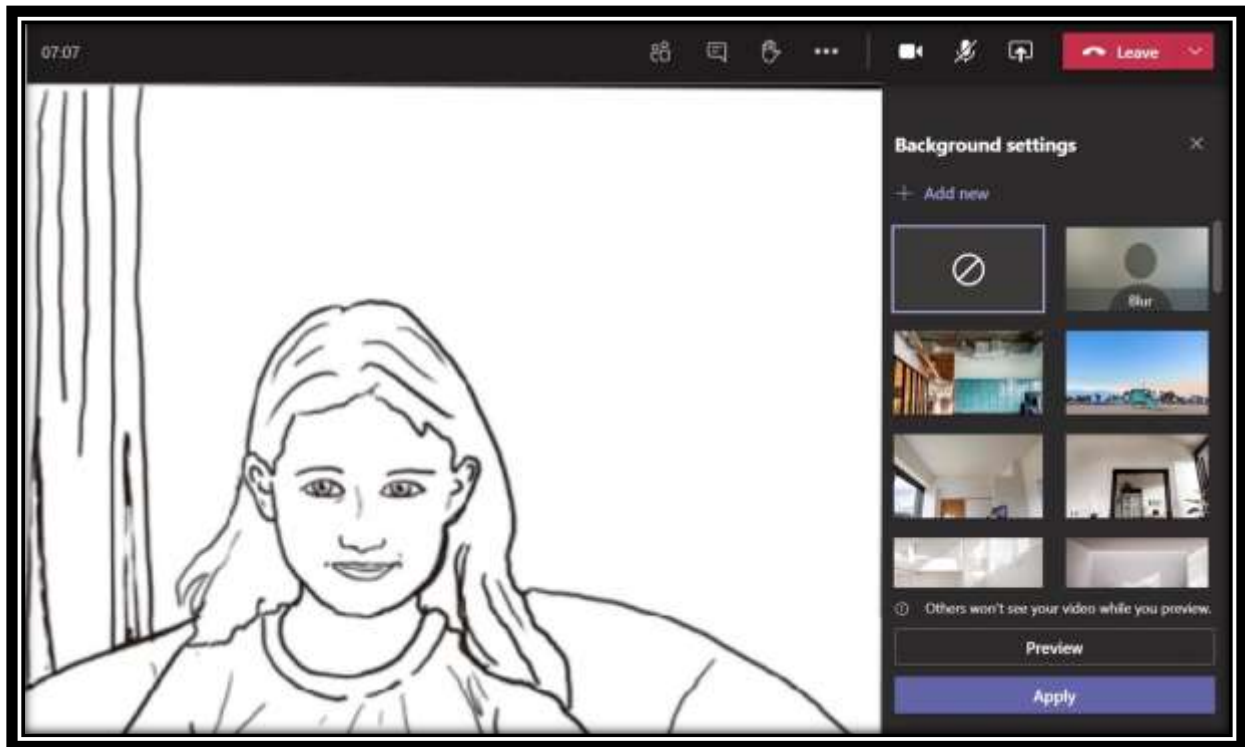 07:07
Leave
Background settings
Add new
Blur
Others won't see your video while you preview.
Preview
Apply